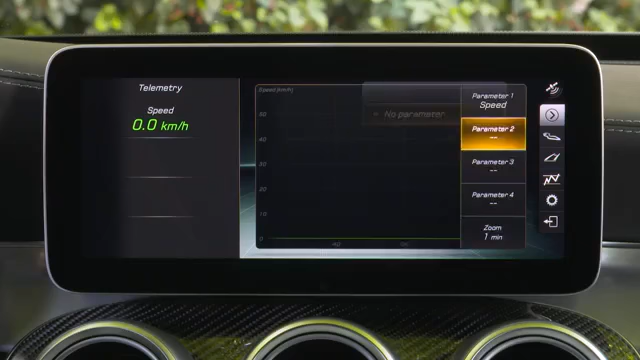 Telemetry
Speed
0.0 km/h
Speed [km/h]
50
40
30
20
10
0
No parameter
Parameter 1
Speed
Parameter 2
--
Parameter 3
--
Parameter 4
--
Zoom
1 min